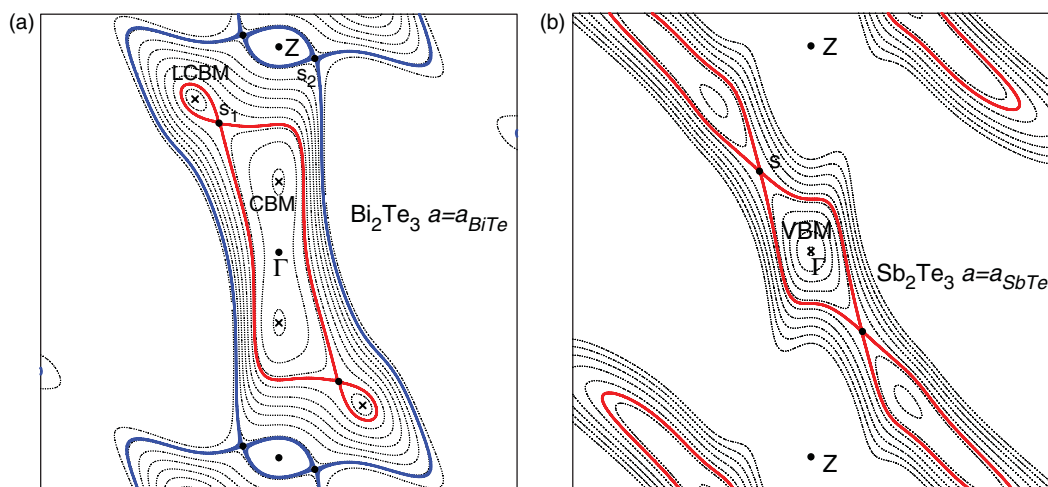 (a)
Z
s2
LCBM
s1
CBM
Bi2Te3 a=aBiTe
Γ
(b)
Z
s
VBM
Γ
Sb2Te3 a=aSbTe
Z